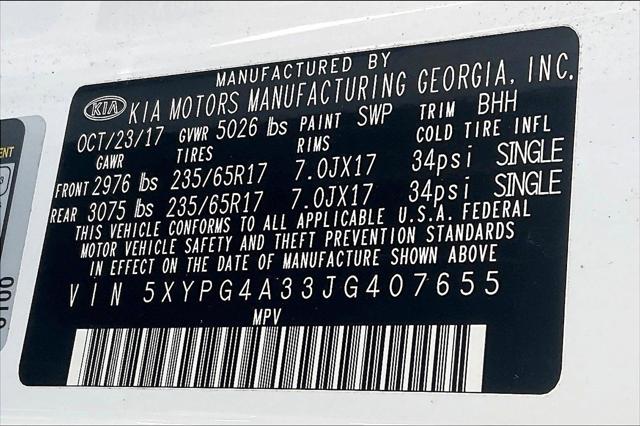 MANUFACTURED BY
KIA KIA MOTORS MANUFACTURING GEORGIA, INC.
OCT/23/17 GVWR 5026 lbs PAINT SWP TRIM BHH
GAWR TIRES RIMS COLD TIRE INFL
FRONT 2976 lbs 235/65R17 7.0JX17 34psi SINGLE
REAR 3075 lbs 235/65R17 7.0JX17 34psi SINGLE
THIS VEHICLE CONFORMS TO ALL APPLICABLE U.S.A. FEDERAL
MOTOR VEHICLE SAFETY AND THEFT PREVENTION STANDARDS
IN EFFECT ON THE DATE OF MANUFACTURE SHOWN ABOVE
VIN 5XYPG4A33JG407655
MPV